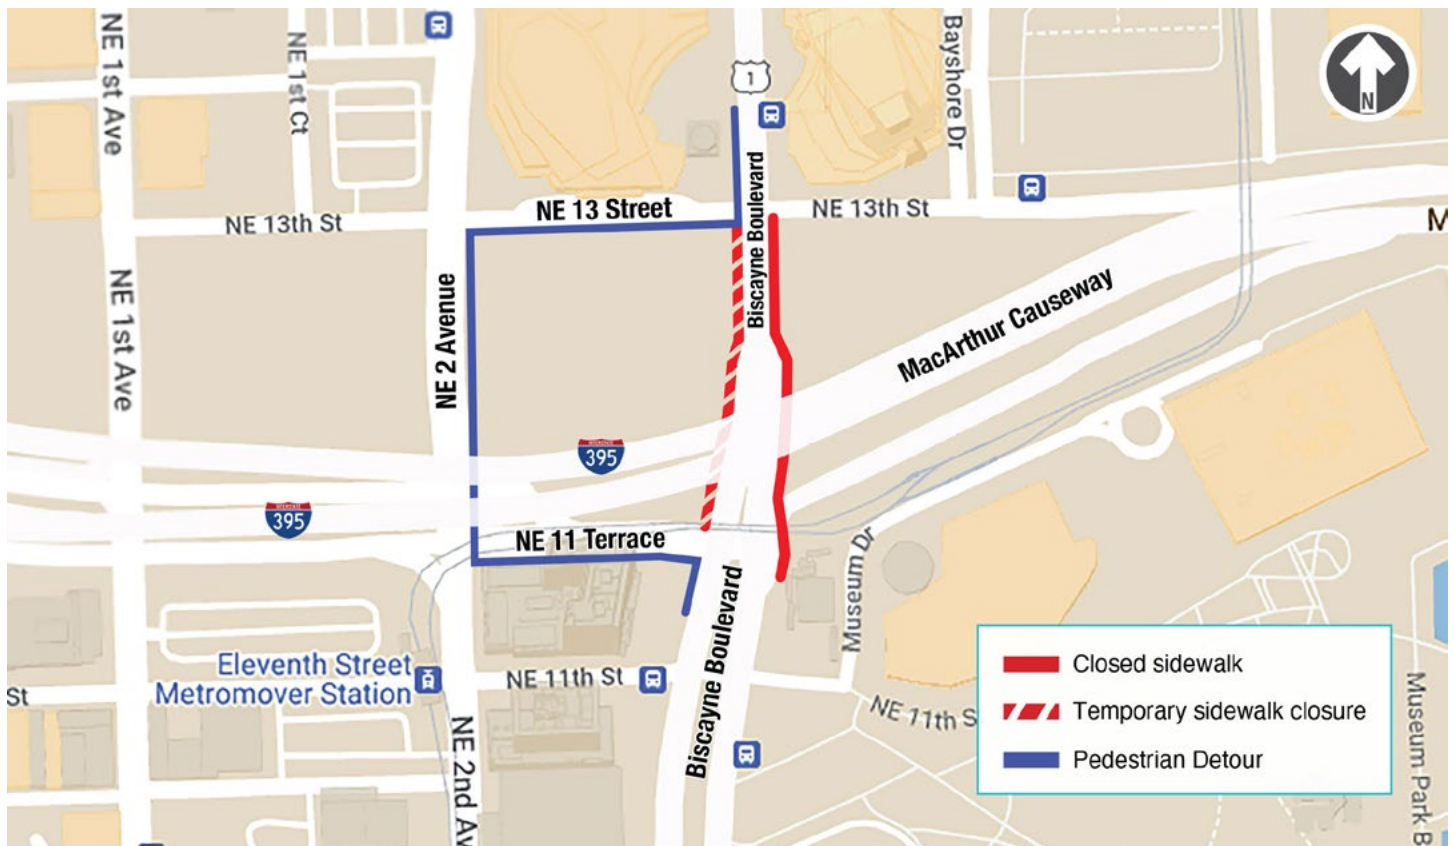 NE 1st Ave
NE 1st Ct
1
Bayshore Dr
N
NE 13 Street
NE 13th St
NE 13th St
Biscayne Boulevard
M
NE 1st Ave
NE 2 Avenue
MacArthur Causeway
INTERSTATE
395
INTERSTATE
395
NE 11 Terrace
Museum Dr
Biscayne Boulevard
Eleventh Street
Metromover Station
NE 11th St
St
NE 11th S
NE 2nd Av
Museum Park B
Closed sidewalk
Temporary sidewalk closure
Pedestrian Detour